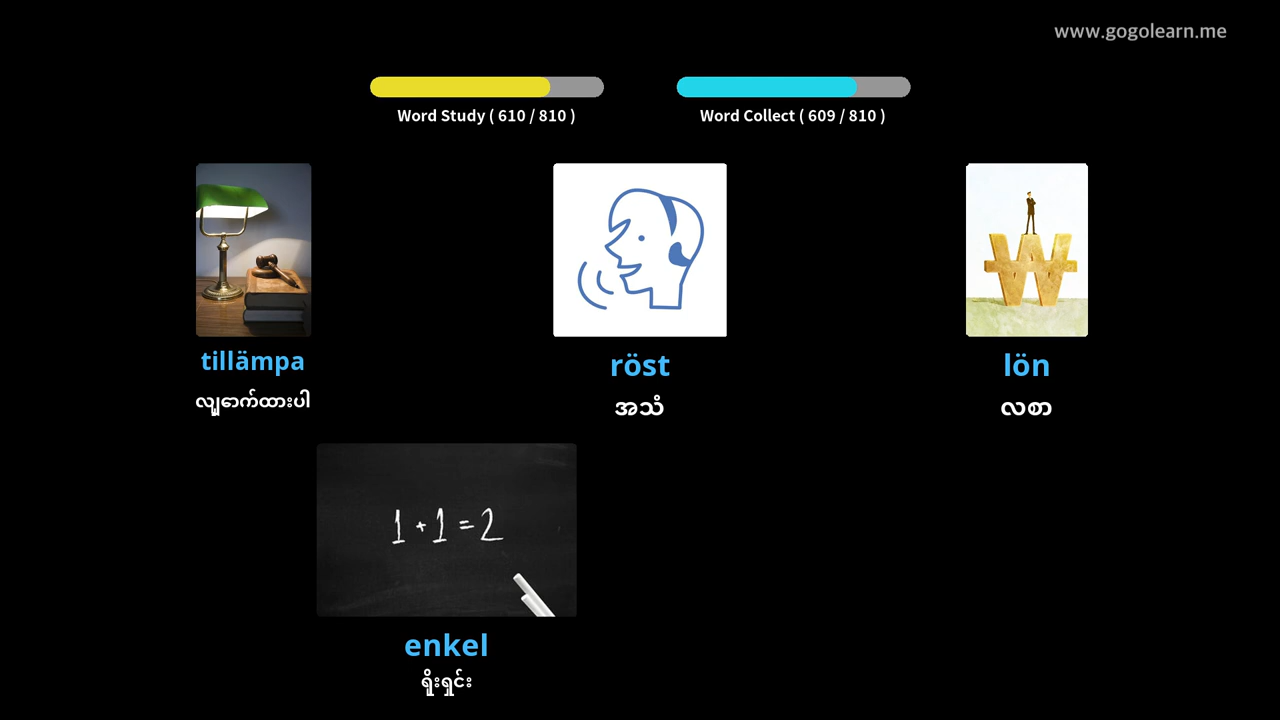 www.gogolearn.me
Word Study ( 610 / 810 )
Word Collect ( 609 / 810 )
tillämpa
လျှောက်ထားပါ
röst
အသံ
lön
လစာ
1 + 1 = 2
enkel
ရိုးရှင်း